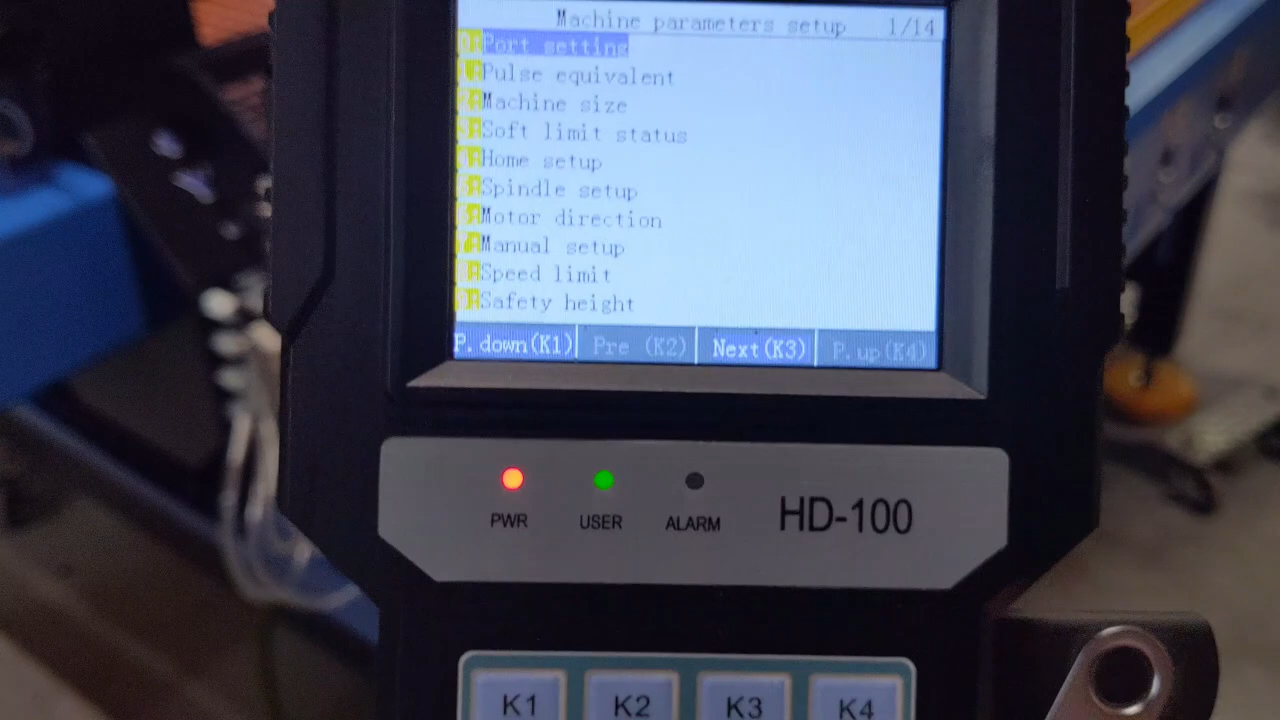 Machine parameters setup 1/14
Port setting
Pulse equivalent
Machine size
Soft limit status
Home setup
Spindle setup
Motor direction
Manual setup
Speed limit
Safety height
P.down(K1) Pre (K2) Next(K3) P.up(K4)
PWR USER ALARM HD-100
K1 K2 K3 K4